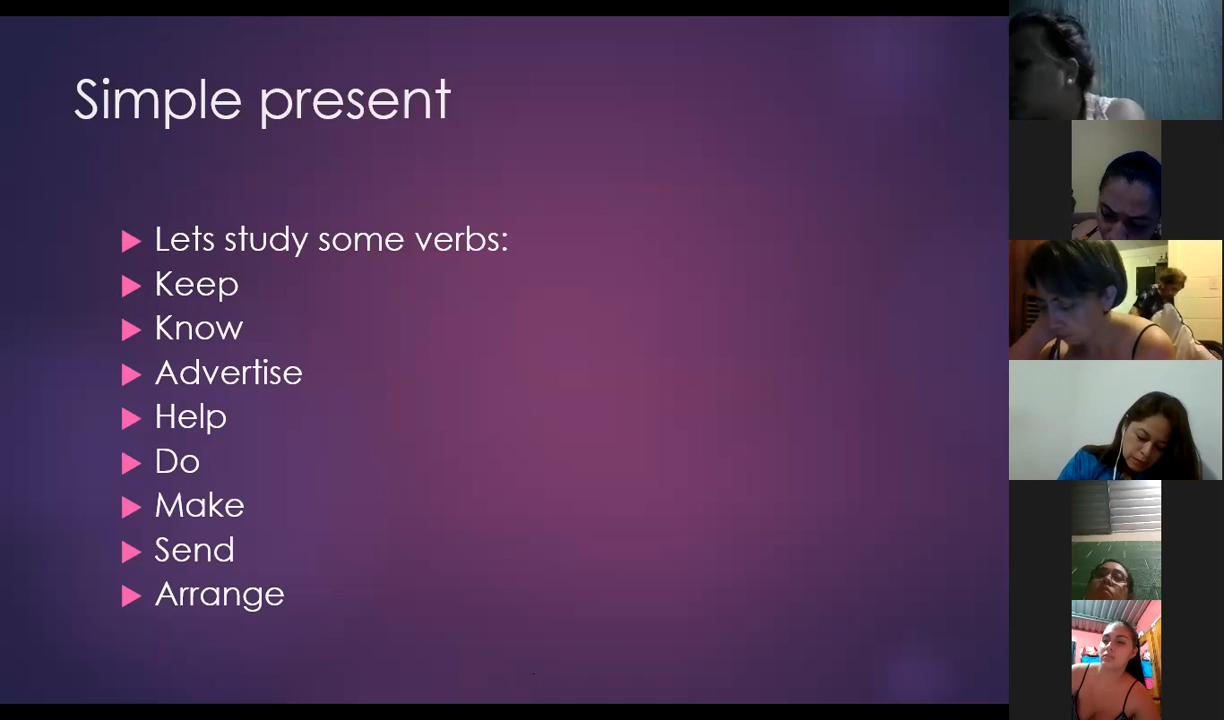 Simple present
Lets study some verbs:
Keep
Know
Advertise
Help
Do
Make
Send
Arrange